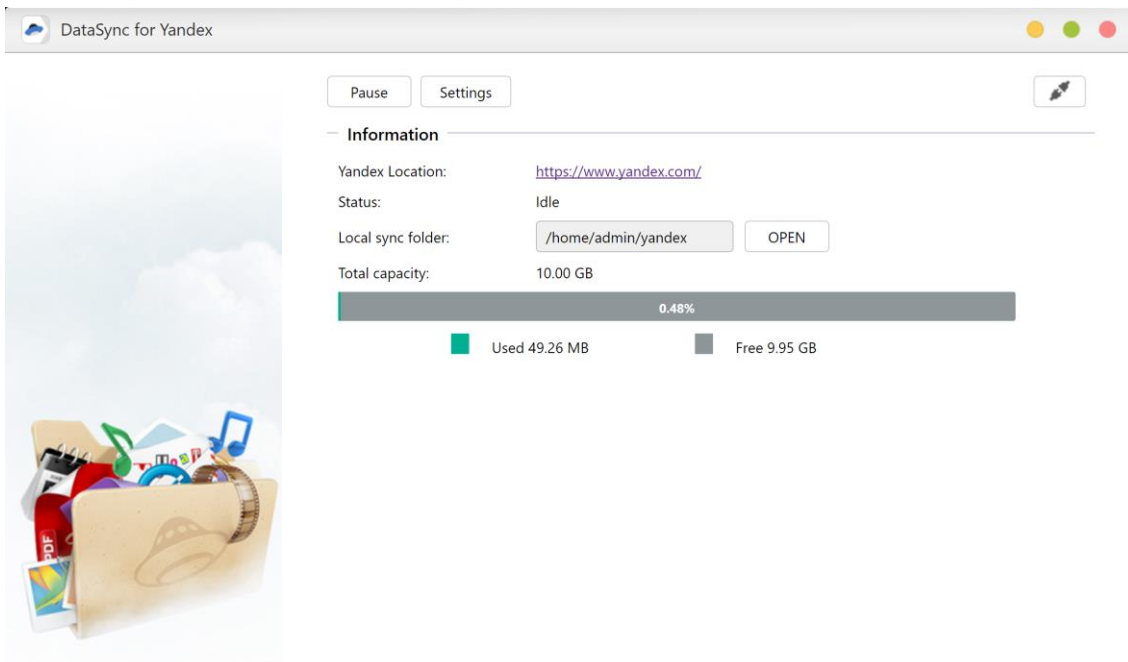 DataSync for Yandex
Pause Settings
Information
Yandex Location: https://www.yandex.com/
Status: Idle
Local sync folder: /home/admin/yandex OPEN
Total capacity: 10.00 GB
0.48%
Used 49.26 MB Free 9.95 GB
PDF